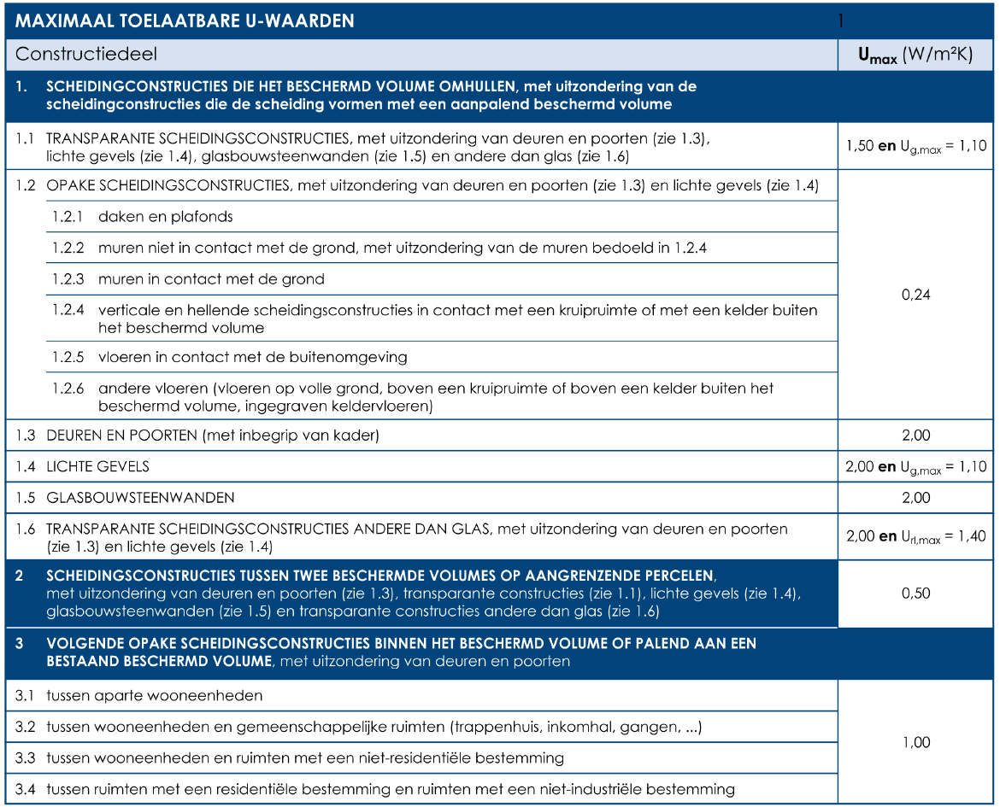 MAXIMAAL TOELAATBARE U-WAARDEN 1
Constructiedeel Umax (W/m²K)
1. SCHEIDINGCONSTRUCTIES DIE HET BESCHERMD VOLUME OMHULLEN, met uitzondering van de
scheidingconstructies die de scheiding vormen met een aanpalend beschermd volume
1.1 TRANSPARANTE SCHEIDINGSCONSTRUCTIES, met uitzondering van deuren en poorten (zie 1.3),
lichte gevels (zie 1.4), glasbouwsteenwanden (zie 1.5) en andere dan glas (zie 1.6)
1,50 en Ug,max = 1,10
1.2 OPAKE SCHEIDINGSCONSTRUCTIES, met uitzondering van deuren en poorten (zie 1.3) en lichte gevels (zie 1.4)
1.2.1 daken en plafonds
1.2.2 muren niet in contact met de grond, met uitzondering van de muren bedoeld in 1.2.4
1.2.3 muren in contact met de grond
0,24
1.2.4 verticale en hellende scheidingsconstructies in contact met een kruipruimte of met een kelder buiten
het beschermd volume
1.2.5 vloeren in contact met de buitenomgeving
1.2.6 andere vloeren (vloeren op volle grond, boven een kruipruimte of boven een kelder buiten het
beschermd volume, ingegraven keldervloeren)
1.3 DEUREN EN POORTEN (met inbegrip van kader) 2,00
1.4 LICHTE GEVELS 2,00 en Ug,max = 1,10
1.5 GLASBOUWSTEENWANDEN 2,00
1.6 TRANSPARANTE SCHEIDINGSCONSTRUCTIES ANDERE DAN GLAS, met uitzondering van deuren en poorten
(zie 1.3) en lichte gevels (zie 1.4)
2,00 en Url,max = 1,40
2 SCHEIDINGSCONSTRUCTIES TUSSEN TWEE BESCHERMDE VOLUMES OP AANGRENZENDE PERCELEN,
met uitzondering van deuren en poorten (zie 1.3), transparante constructies (zie 1.1), lichte gevels (zie 1.4),
glasbouwsteenwanden (zie 1.5) en transparante constructies andere dan glas (zie 1.6)
0,50
3 VOLGENDE OPAKE SCHEIDINGSCONSTRUCTIES BINNEN HET BESCHERMD VOLUME OF PALEND AAN EEN
BESTAAND BESCHERMD VOLUME, met uitzondering van deuren en poorten
3.1 tussen aparte wooneenheden
3.2 tussen wooneenheden en gemeenschappelijke ruimten (trappenhuis, inkomhal, gangen, ...)
1,00
3.3 tussen wooneenheden en ruimten met een niet-residentiële bestemming
3.4 tussen ruimten met een residentiële bestemming en ruimten met een niet-industriële bestemming